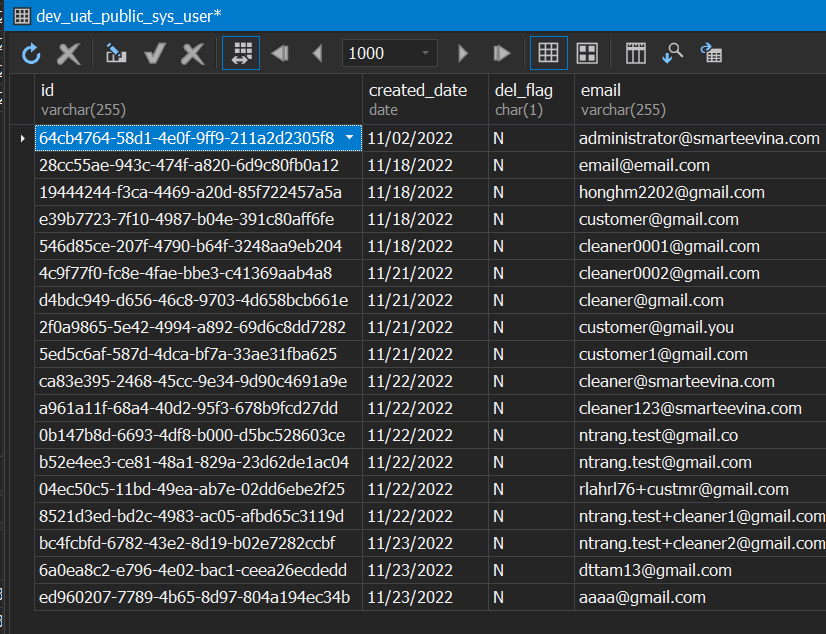 dev_uat_public_sys_user*
1000
id created_date del_flag email
varchar(255) date char(1) varchar(255)
64cb4764-58d1-4e0f-9ff9-211a2d2305f8 11/02/2022 N administrator@smarteevina.com
28cc55ae-943c-474f-a820-6d9c80fb0a12 11/18/2022 N email@email.com
19444244-f3ca-4469-a20d-85f722457a5a 11/18/2022 N honghm2202@gmail.com
e39b7723-7f10-4987-b04e-391c80aff6fe 11/18/2022 N customer@gmail.com
546d85ce-207f-4790-b64f-3248aa9eb204 11/18/2022 N cleaner0001@gmail.com
4c9f77f0-fc8e-4fae-bbe3-c41369aab4a8 11/21/2022 N cleaner0002@gmail.com
d4bdc949-d656-46c8-9703-4d658bcb661e 11/21/2022 N cleaner@gmail.com
2f0a9865-5e42-4994-a892-69d6c8dd7282 11/21/2022 N customer@gmail.you
5ed5c6af-587d-4dca-bf7a-33ae31fba625 11/21/2022 N customer1@gmail.com
ca83e395-2468-45cc-9e34-9d90c4691a9e 11/22/2022 N cleaner@smarteevina.com
a961a11f-68a4-40d2-95f3-678b9fcd27dd 11/22/2022 N cleaner123@smarteevina.com
0b147b8d-6693-4df8-b000-d5bc528603ce 11/22/2022 N ntrang.test@gmail.co
b52e4ee3-ce81-48a1-829a-23d62de1ac04 11/22/2022 N ntrang.test@gmail.com
04ec50c5-11bd-49ea-ab7e-02dd6ebe2f25 11/22/2022 N rlahrl76+custmr@gmail.com
8521d3ed-bd2c-4983-ac05-afbd65c3119d 11/22/2022 N ntrang.test+cleaner1@gmail.com
bc4fcbfd-6782-43e2-8d19-b02e7282ccbf 11/23/2022 N ntrang.test+cleaner2@gmail.com
6a0ea8c2-e796-4e02-bac1-ceea26ecdedd 11/23/2022 N dttam13@gmail.com
ed960207-7789-4b65-8d97-804a194ec34b 11/23/2022 N aaaa@gmail.com